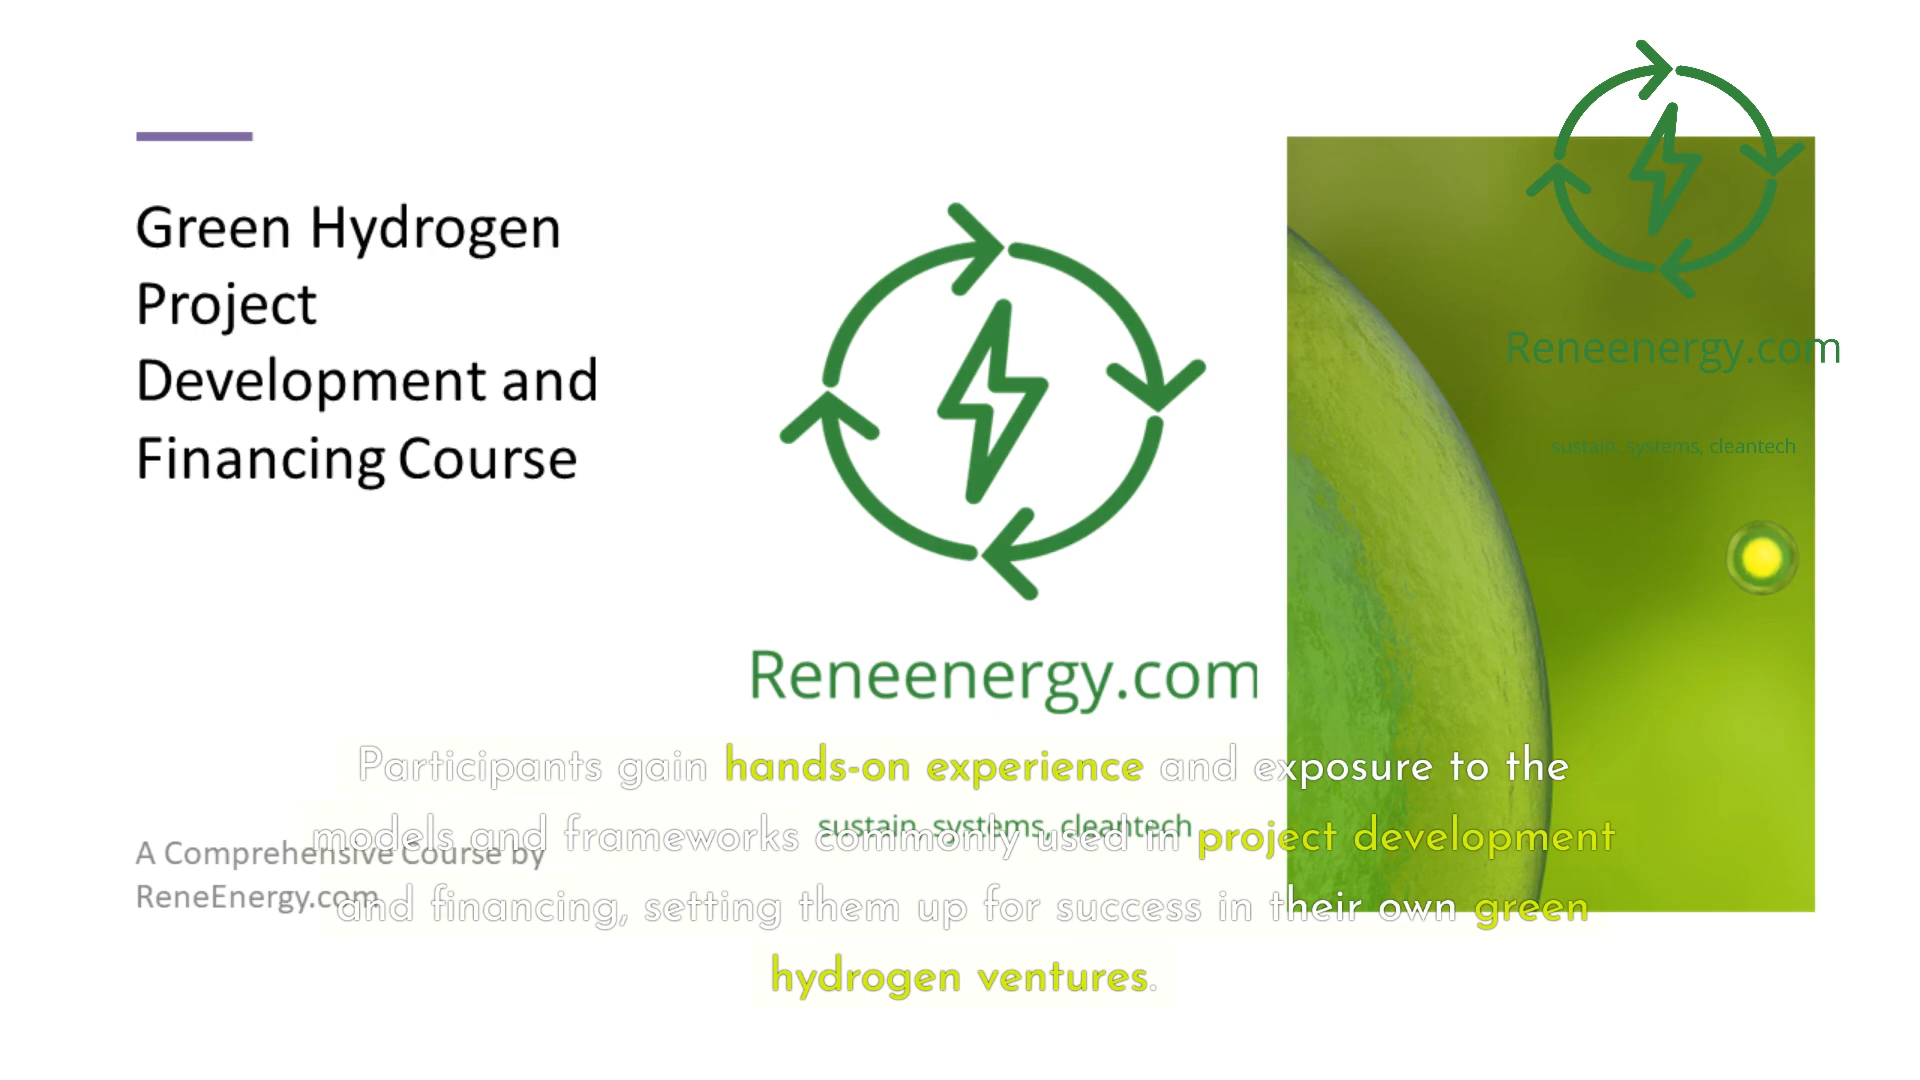 Green Hydrogen
Project
Development and
Financing Course
Reneenergy.com
sustain, systems, cleantech
Reneenergy.com
sustain, systems, cleantech
A Comprehensive Course by
ReneEnergy.com
Participants gain hands-on experience and exposure to the
models and frameworks commonly used in project development
and financing, setting them up for success in their own green
hydrogen ventures.